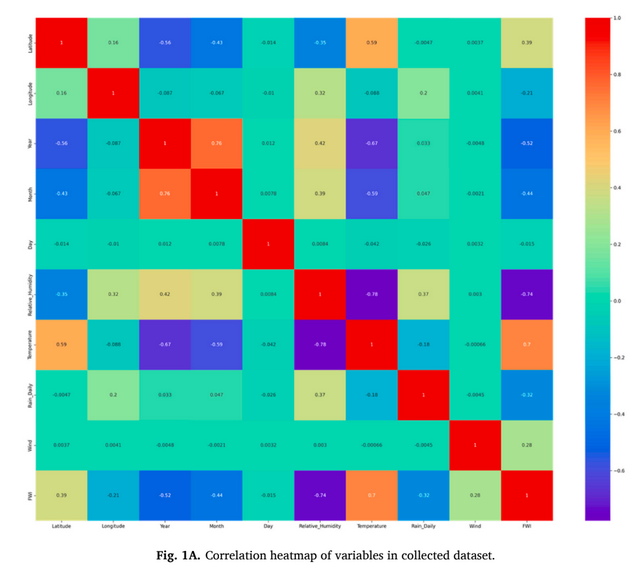 1.0
Latitude 1 0.16 -0.56 -0.43 -0.014 -0.35 0.59 -0.0047 0.0037 0.39
0.8
Longitude 0.16 1 -0.087 -0.067 -0.01 0.32 -0.088 0.2 0.0041 -0.21
0.6
Year -0.56 -0.087 1 0.76 0.012 0.42 -0.67 0.033 -0.0048 -0.52
0.4
Month -0.43 -0.067 0.76 1 0.0078 0.39 -0.59 0.047 -0.0021 -0.44
0.2
Day -0.014 -0.01 0.012 0.0078 1 0.0084 -0.042 -0.026 0.0032 -0.015
0.0
Relative_Humidity -0.35 0.32 0.42 0.39 0.0084 1 -0.78 0.37 0.003 -0.74
-0.2
Temperature 0.59 -0.088 -0.67 -0.59 -0.042 -0.78 1 -0.18 -0.00066 0.7
Rain_Daily -0.0047 0.2 0.033 0.047 -0.026 0.37 -0.18 1 -0.0045 -0.32
-0.4
Wind 0.0037 0.0041 -0.0048 -0.0021 0.0032 0.003 -0.00066 -0.0045 1 0.28
-0.6
FWI 0.39 -0.21 -0.52 -0.44 -0.015 -0.74 0.7 -0.32 0.28 1
Latitude Longitude Year Month Day Relative_Humidity Temperature Rain_Daily Wind FWI
Fig. 1A. Correlation heatmap of variables in collected dataset.